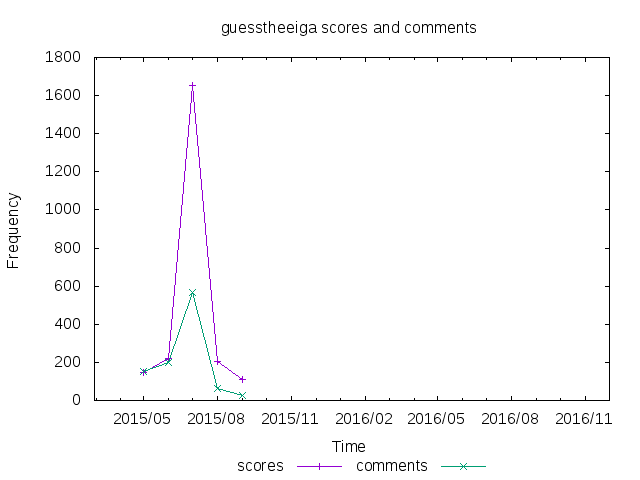 guesstheeiga scores and comments
1800
1600
1400
1200
1000
800
600
400
200
0
Frequency
2015/05 2015/08 2015/11 2016/02 2016/05 2016/08 2016/11
Time
scores comments